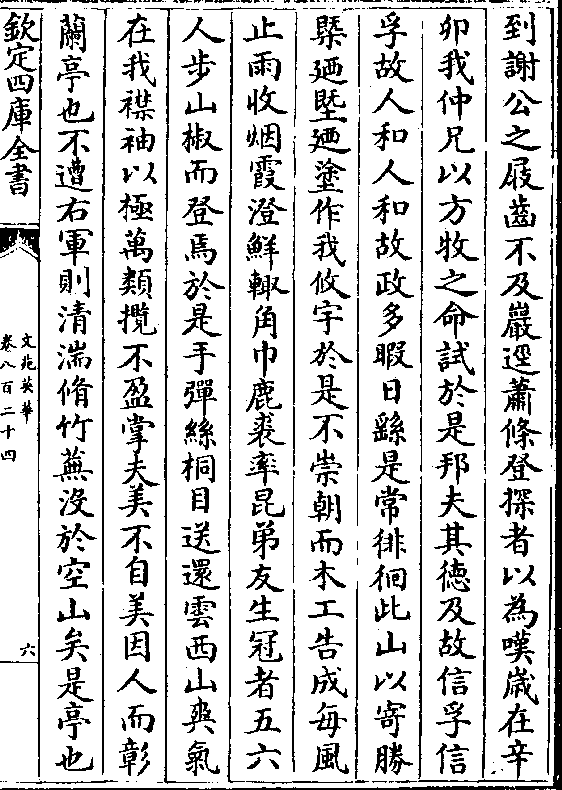 到謝公之屐齒不及巖逕蕭條登探者以為嘆嵗在辛
卯我仲兄以方牧之命試於是邦夫其德及故信孚信
孚故人和人和故政多暇日繇是常徘徊此山以寄勝
槩廼塈廼塗作我攸宇於是不崇朝而木工告成每風
止雨收烟霞澄鮮輙角巾鹿裘率昆弟友生冠者五六
人步山椒而登焉於是手彈絲桐目送還雲西山爽氣
在我襟袖以極萬類攬不盈掌夫美不自美因人而彰
蘭亭也不遭右軍則清湍脩竹蕪没於空山矣是亭也
欽定四庫全書
文苑英華
卷八百二十四
六